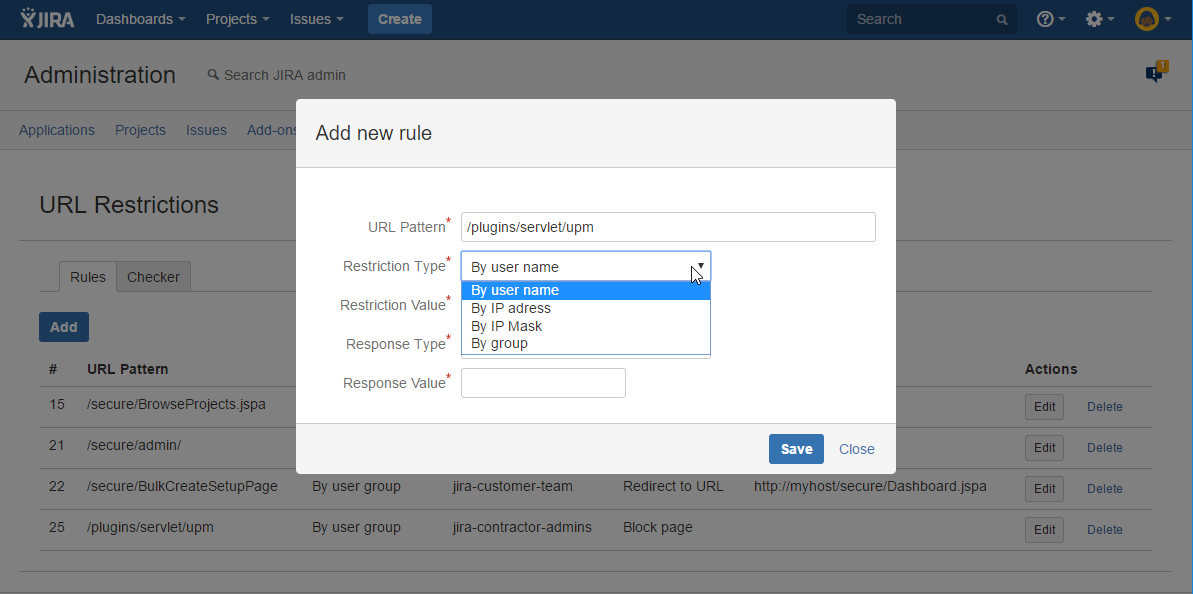 JIRA Dashboards Projects Issues Create Search
Administration Search JIRA admin 1
Applications Projects Issues Add-ons
Add new rule
URL Restrictions
URL Pattern* /plugins/servlet/upm
Rules Checker
Restriction Type* By user name
By user name
By IP adress
By IP Mask
By group
Restriction Value*
Response Type*
Response Value*
Save Close
Add
# URL Pattern Actions
15 /secure/BrowseProjects.jspa Edit Delete
21 /secure/admin/ Edit Delete
22 /secure/BulkCreateSetupPage By user group jira-customer-team Redirect to URL http://myhost/secure/Dashboard.jspa Edit Delete
25 /plugins/servlet/upm By user group jira-contractor-admins Block page Edit Delete